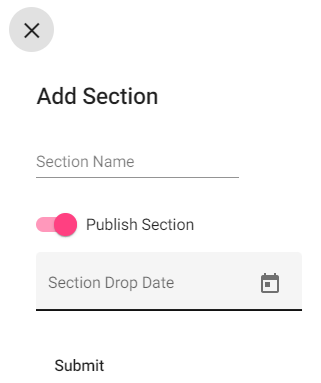 Add Section
Section Name
Publish Section
Section Drop Date
Submit